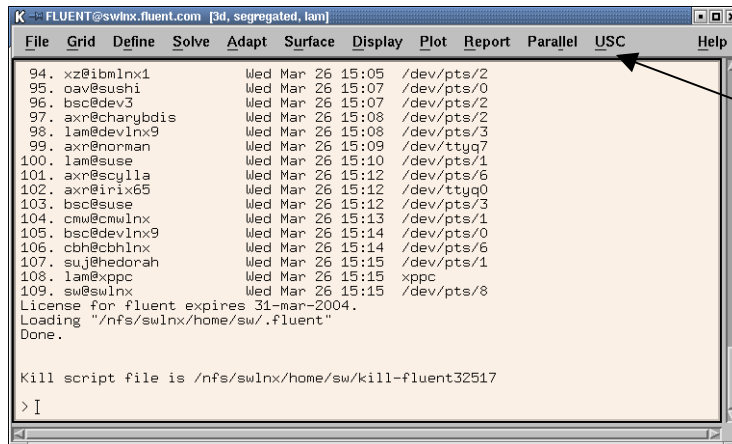 FLUENT@swlnx.fluent.com [3d, segregated, lam]
File Grid Define Solve Adapt Surface Display Plot Report Parallel USC Help
94. xz@ibmlnx1 Wed Mar 26 15:05 /dev/pts/2
95. oav@sushi Wed Mar 26 15:07 /dev/pts/0
96. bsc@dev3 Wed Mar 26 15:07 /dev/pts/2
97. axr@charybdis Wed Mar 26 15:08 /dev/pts/2
98. lam@devlnx9 Wed Mar 26 15:08 /dev/pts/3
99. axr@norman Wed Mar 26 15:09 /dev/ttyq7
100. lam@suse Wed Mar 26 15:10 /dev/pts/1
101. axr@scylla Wed Mar 26 15:12 /dev/pts/6
102. axr@irix65 Wed Mar 26 15:12 /dev/ttyq0
103. bsc@suse Wed Mar 26 15:12 /dev/pts/3
104. cmw@cmwlnx Wed Mar 26 15:13 /dev/pts/1
105. bsc@devlnx9 Wed Mar 26 15:14 /dev/pts/0
106. cbh@cbhlnx Wed Mar 26 15:14 /dev/pts/6
107. suj@hedorah Wed Mar 26 15:15 /dev/pts/1
108. lam@xppc Wed Mar 26 15:15 xppc
109. sw@swlnx Wed Mar 26 15:15 /dev/pts/8
License for fluent expires 31-mar-2004.
Loading "/nfs/swlnx/home/sw/.fluent"
Done.
Kill script file is /nfs/swlnx/home/sw/kill-fluent32517
>